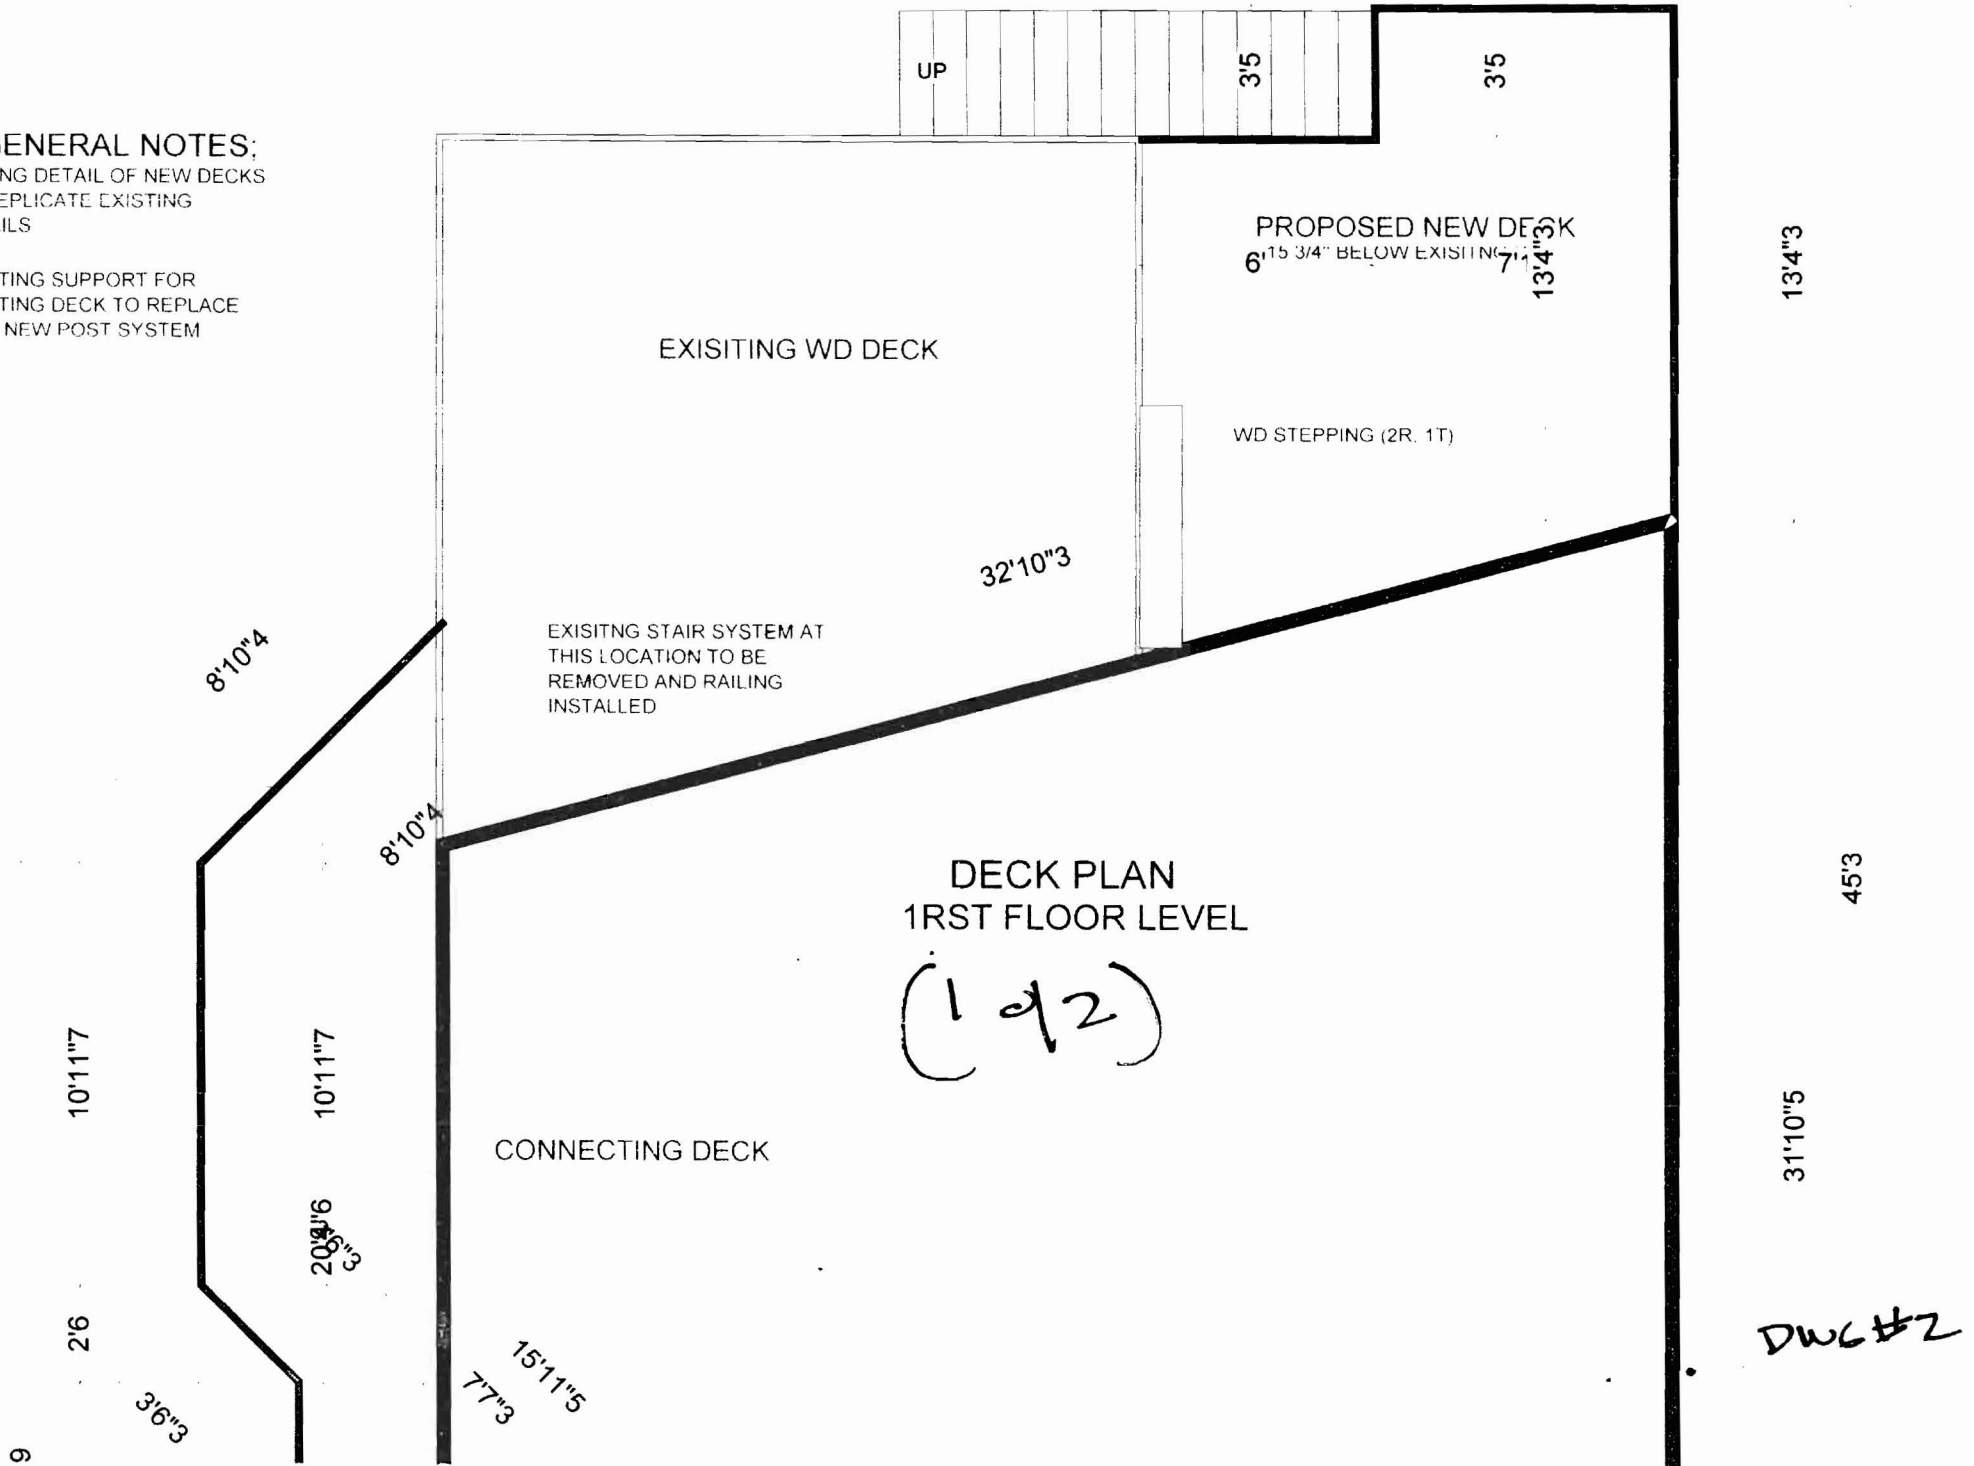 UP
3'5
3'5
GENERAL NOTES;
NG DETAIL OF NEW DECKS
EPLICATE EXISTING
ILS
TING SUPPORT FOR
TING DECK TO REPLACE
NEW POST SYSTEM
PROPOSED NEW DECK
15 3/4" BELOW EXISITNG
6'
13'4"3
13'4"3
EXISITING WD DECK
WD STEPPING (2R. 1T)
32'10"3
EXISITNG STAIR SYSTEM AT
THIS LOCATION TO BE
REMOVED AND RAILING
INSTALLED
8'10"4
8'10"4
DECK PLAN
1RST FLOOR LEVEL
(1 of 2)
45'3
10'11"7
10'11"7
31'10"5
CONNECTING DECK
2'6
15'11"5
7'7"3
3'6"3
9
DWG #2